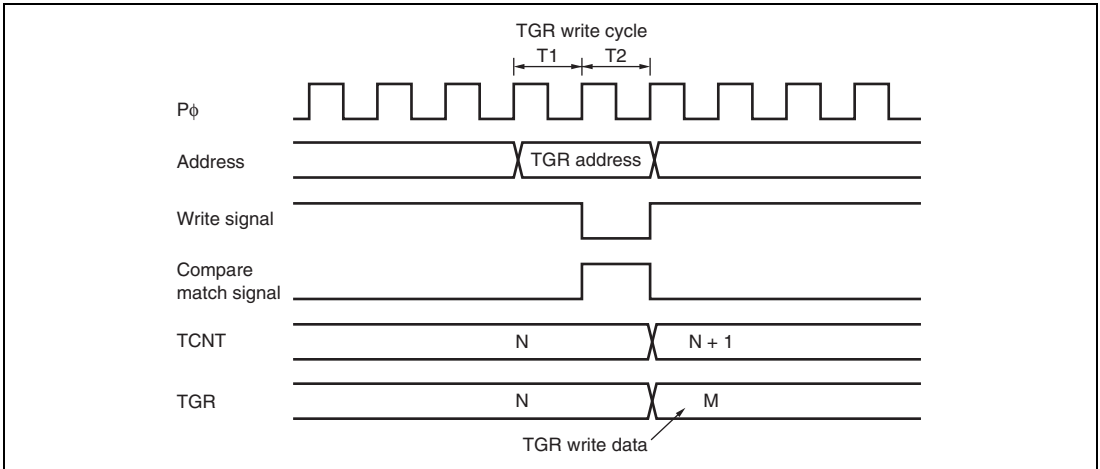 TGR write cycle
T1 T2
Pϕ
Address TGR address
Write signal
Compare
match signal
TCNT N N + 1
TGR N M
TGR write data